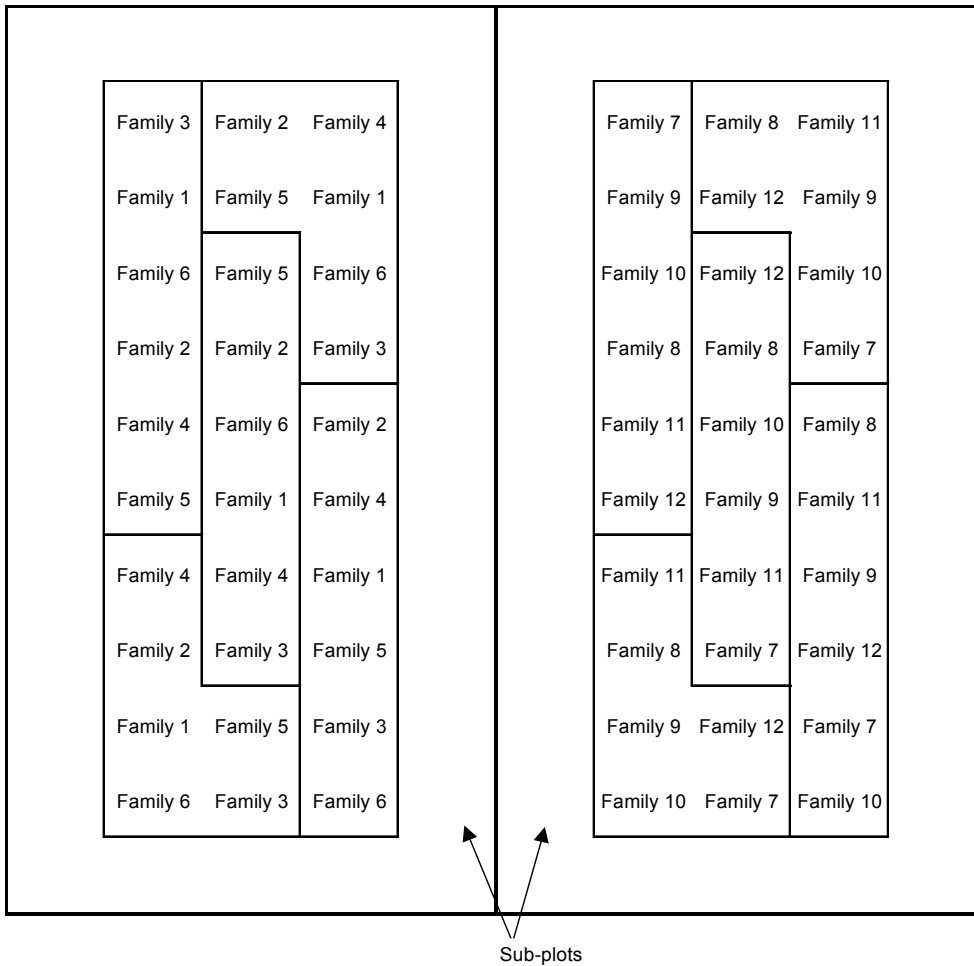 Family 3 Family 2 Family 4 Family 7 Family 8 Family 11
Family 1 Family 5 Family 1 Family 9 Family 12 Family 9
Family 6 Family 5 Family 6 Family 10 Family 12 Family 10
Family 2 Family 2 Family 3 Family 8 Family 8 Family 7
Family 4 Family 6 Family 2 Family 11 Family 10 Family 8
Family 5 Family 1 Family 4 Family 12 Family 9 Family 11
Family 4 Family 4 Family 1 Family 11 Family 11 Family 9
Family 2 Family 3 Family 5 Family 8 Family 7 Family 12
Family 1 Family 5 Family 3 Family 9 Family 12 Family 7
Family 6 Family 3 Family 6 Family 10 Family 7 Family 10
Sub-plots